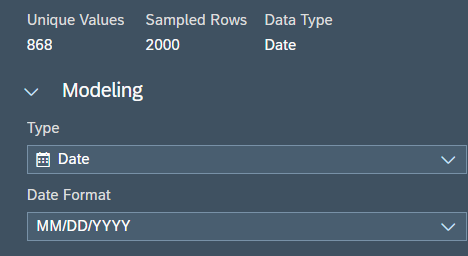 Unique Values Sampled Rows Data Type
868 2000 Date
Modeling
Type
Date
Date Format
MM/DD/YYYY